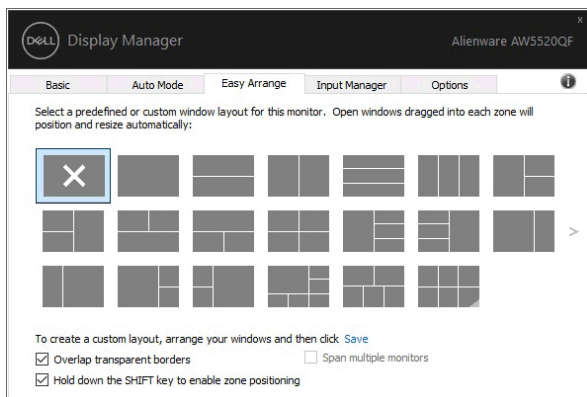 DELL Display Manager
Alienware AW5520QF
x
Basic
Auto Mode
Easy Arrange
Input Manager
Options
i
Select a predefined or custom window layout for this monitor. Open windows dragged into each zone will
position and resize automatically:
>
To create a custom layout, arrange your windows and then click Save
Overlap transparent borders
Span multiple monitors
Hold down the SHIFT key to enable zone positioning